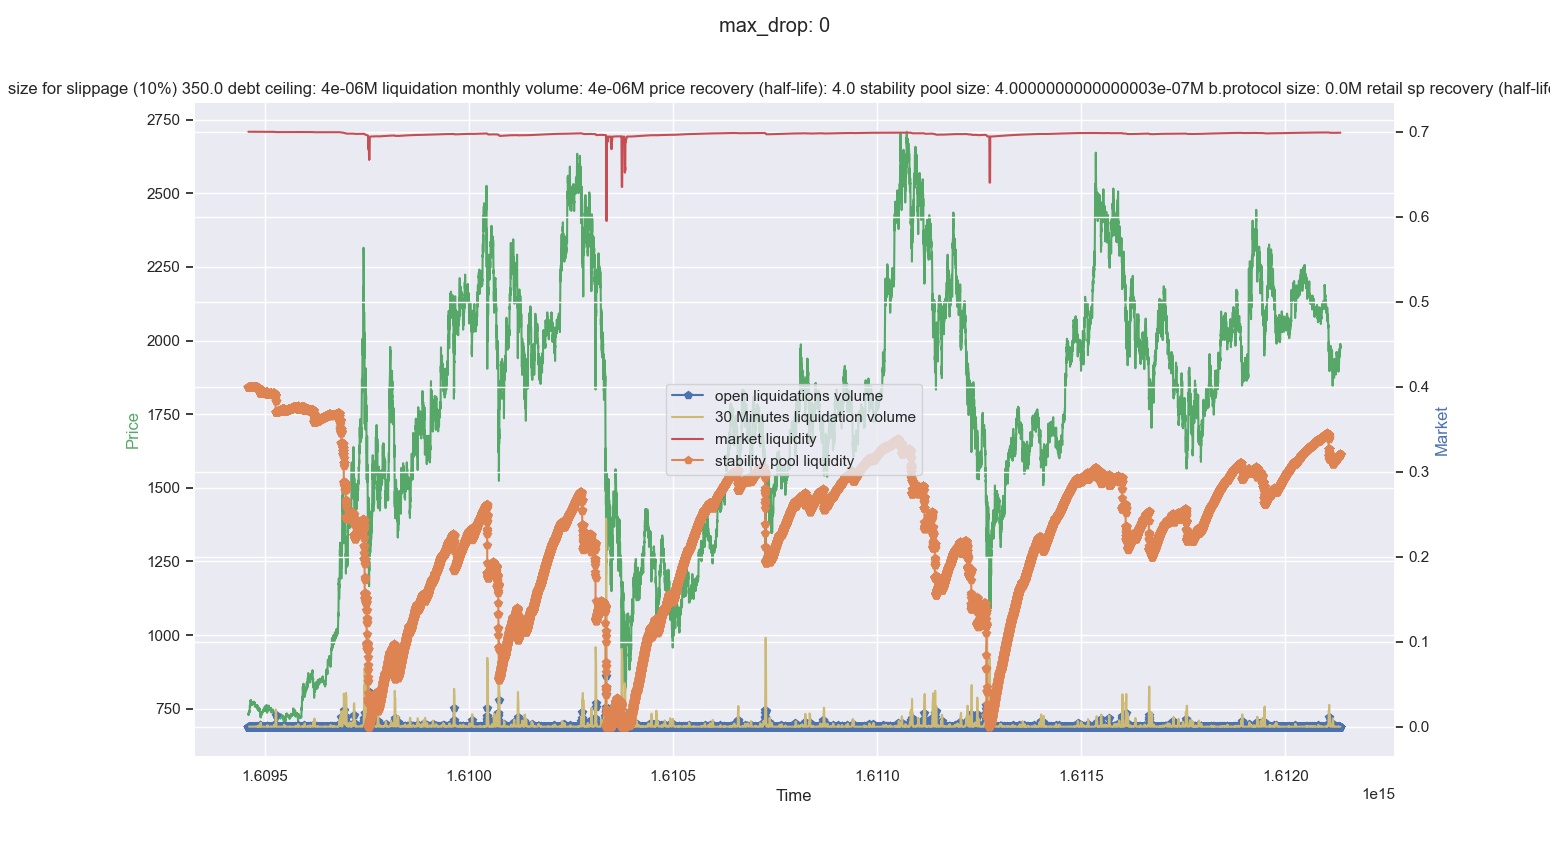 max_drop: 0
size for slippage (10%) 350.0 debt ceiling: 4e-06M liquidation monthly volume: 4e-06M price recovery (half-life): 4.0 stability pool size: 4.0000000000000003e-07M b.protocol size: 0.0M retail sp recovery (half-life
2750
2500
2250
2000
1750
1500
1250
1000
750
Price
open liquidations volume
30 Minutes liquidation volume
market liquidity
stability pool liquidity
0.7
0.6
0.5
0.4
0.3
0.2
0.1
0.0
Market
1.6095 1.6100 1.6105 1.6110 1.6115 1.6120
Time
1e15